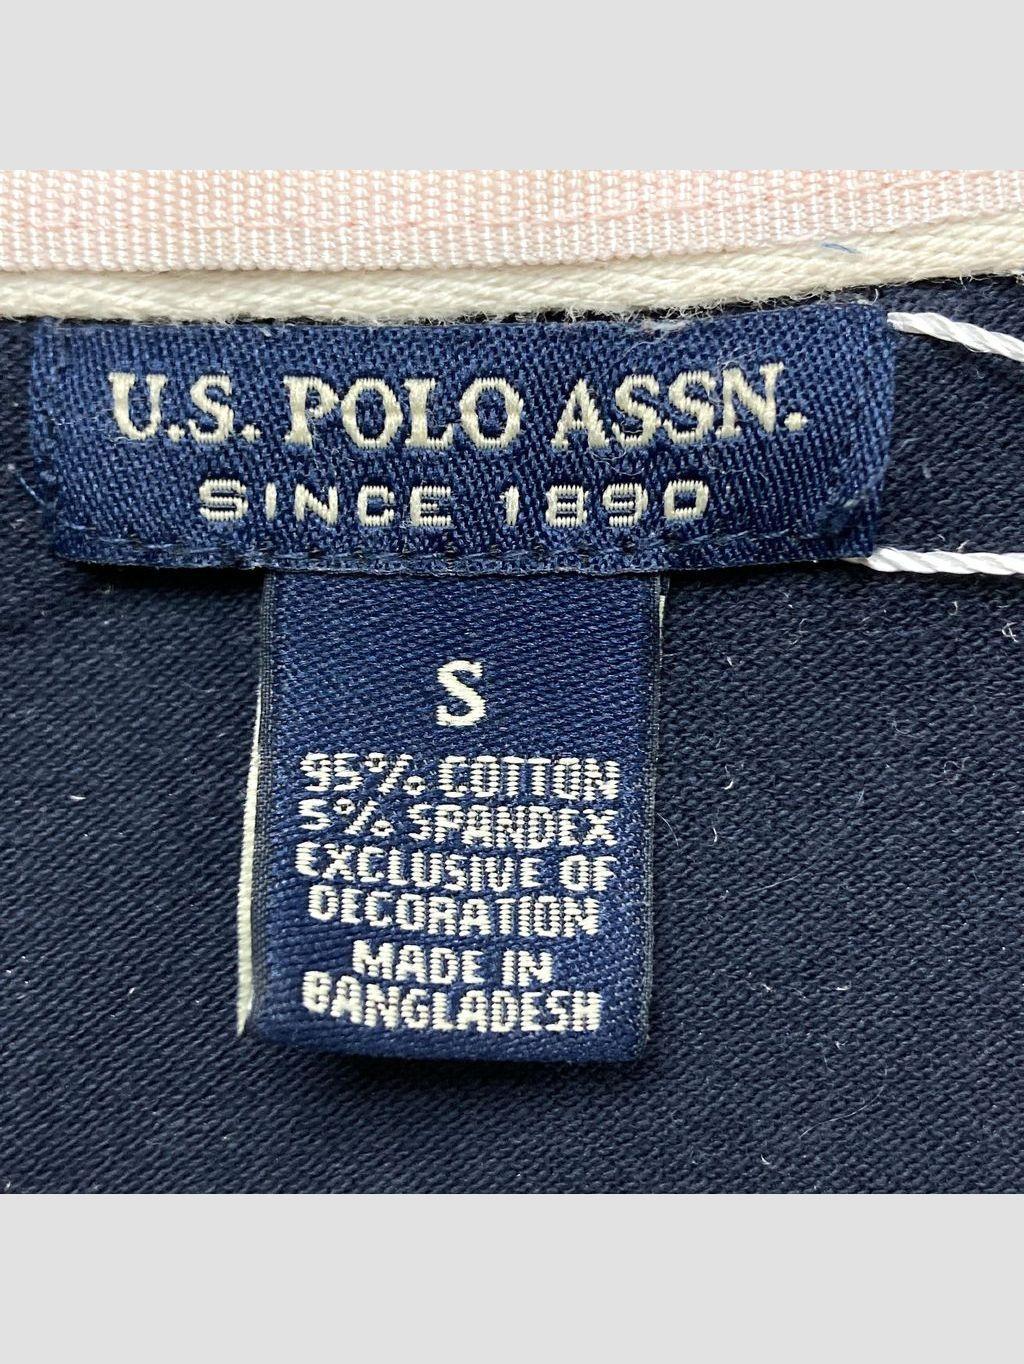 U.S. POLO ASSN.
SINCE 1890
S
95% COTTON
5% SPANDEX
EXCLUSIVE OF
DECORATION
MADE IN
BANGLADESH